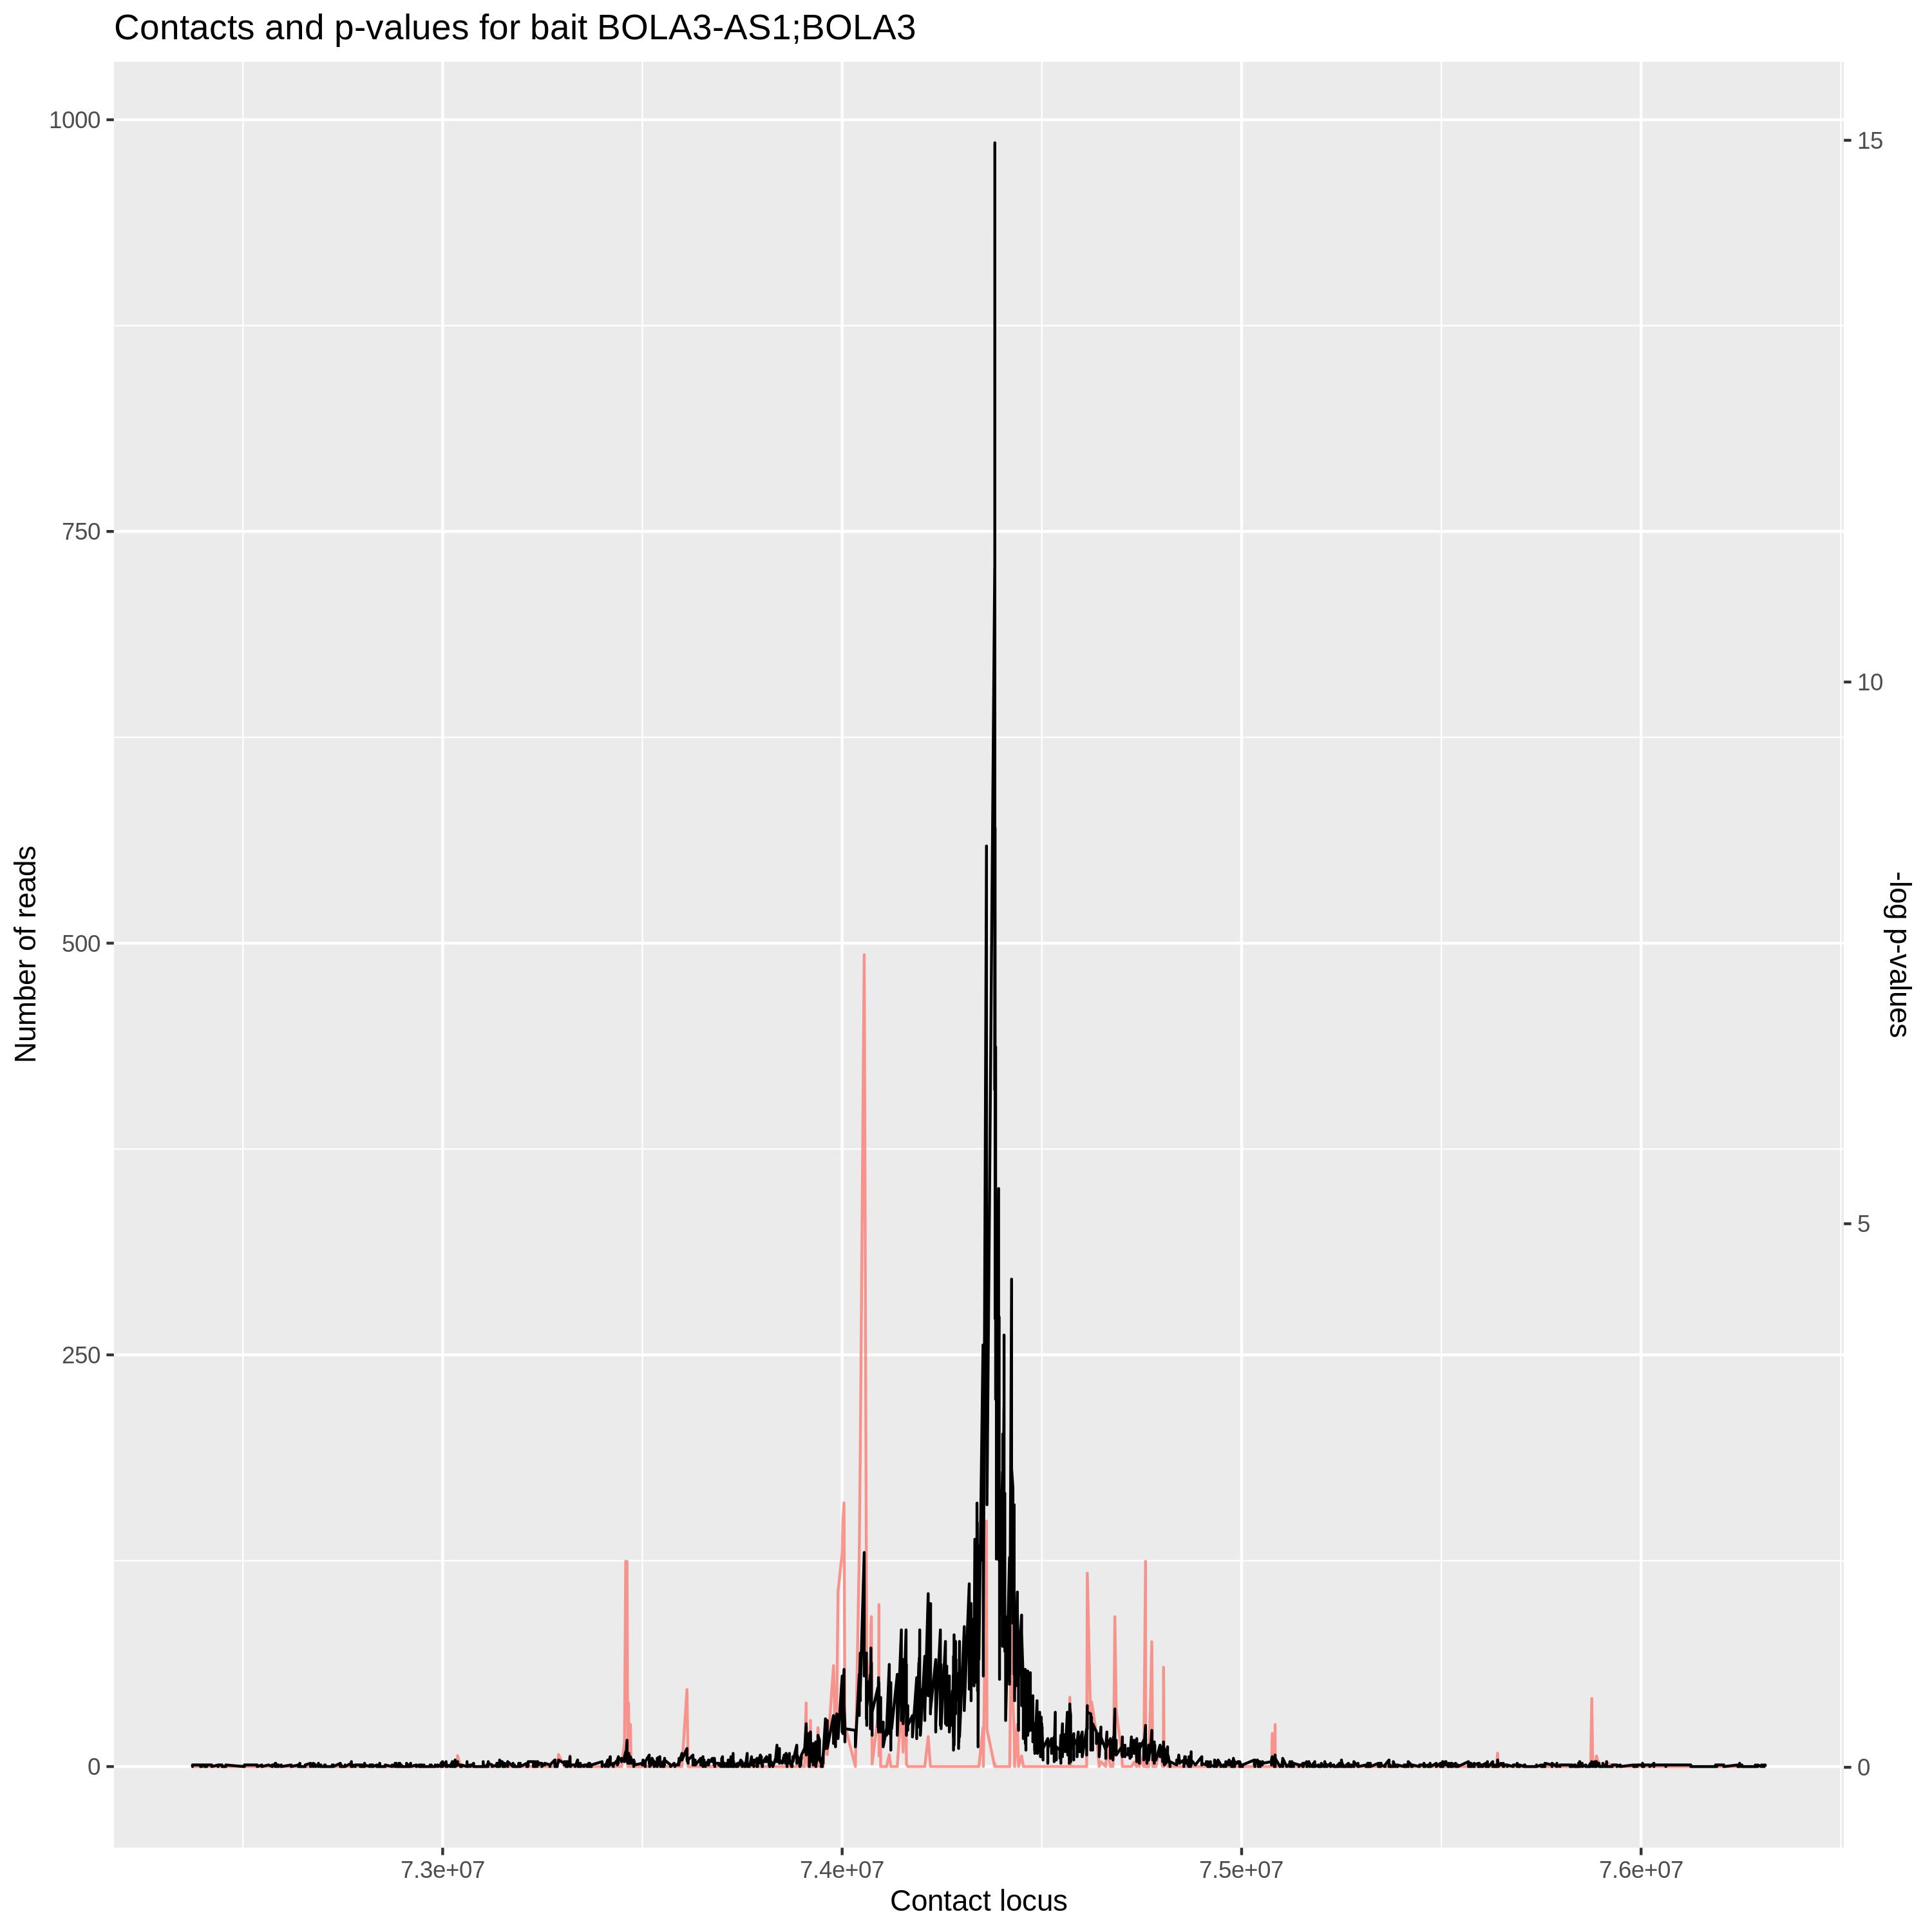 Contacts and p-values for bait BOLA3-AS1;BOLA3
1000
750
500
250
0
Number of reads
15
10
5
0
-log p-values
7.3e+07 7.4e+07 7.5e+07 7.6e+07
Contact locus